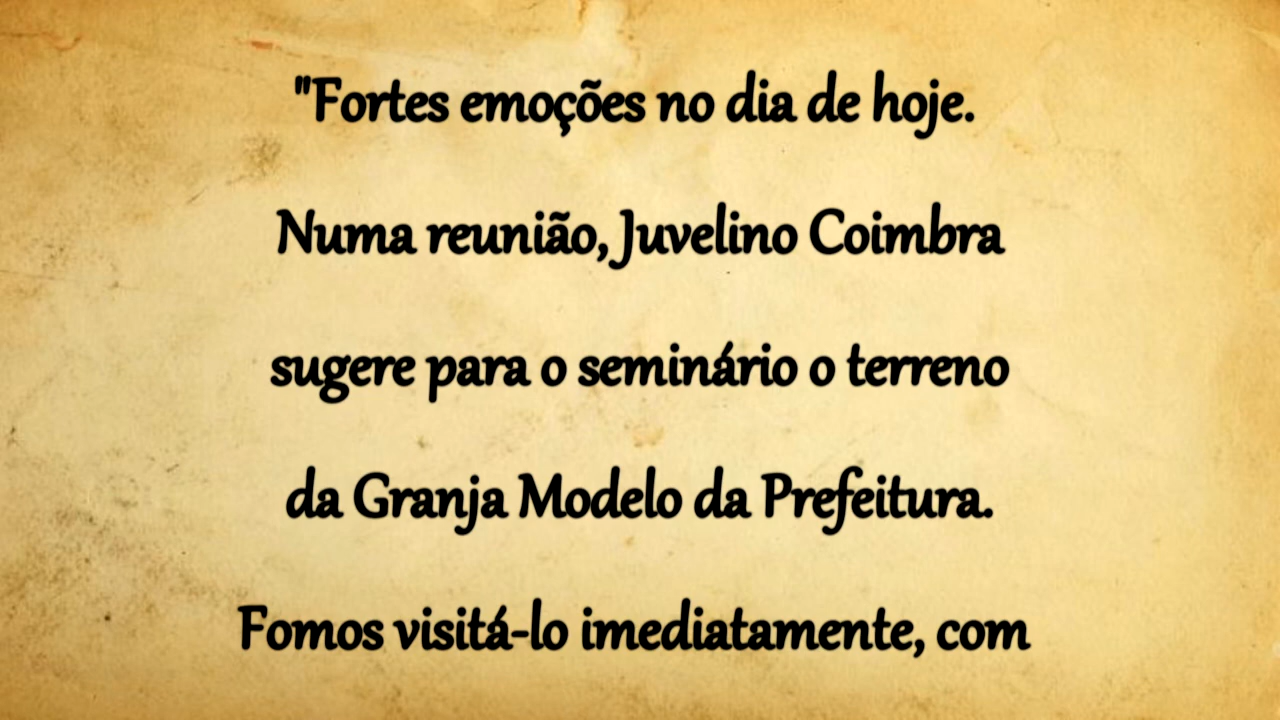 "Fortes emoções no dia de hoje.
Numa reunião, Juvelino Coimbra
sugere para o seminário o terreno
da Granja Modelo da Prefeitura.
Fomos visitá-lo imediatamente, com